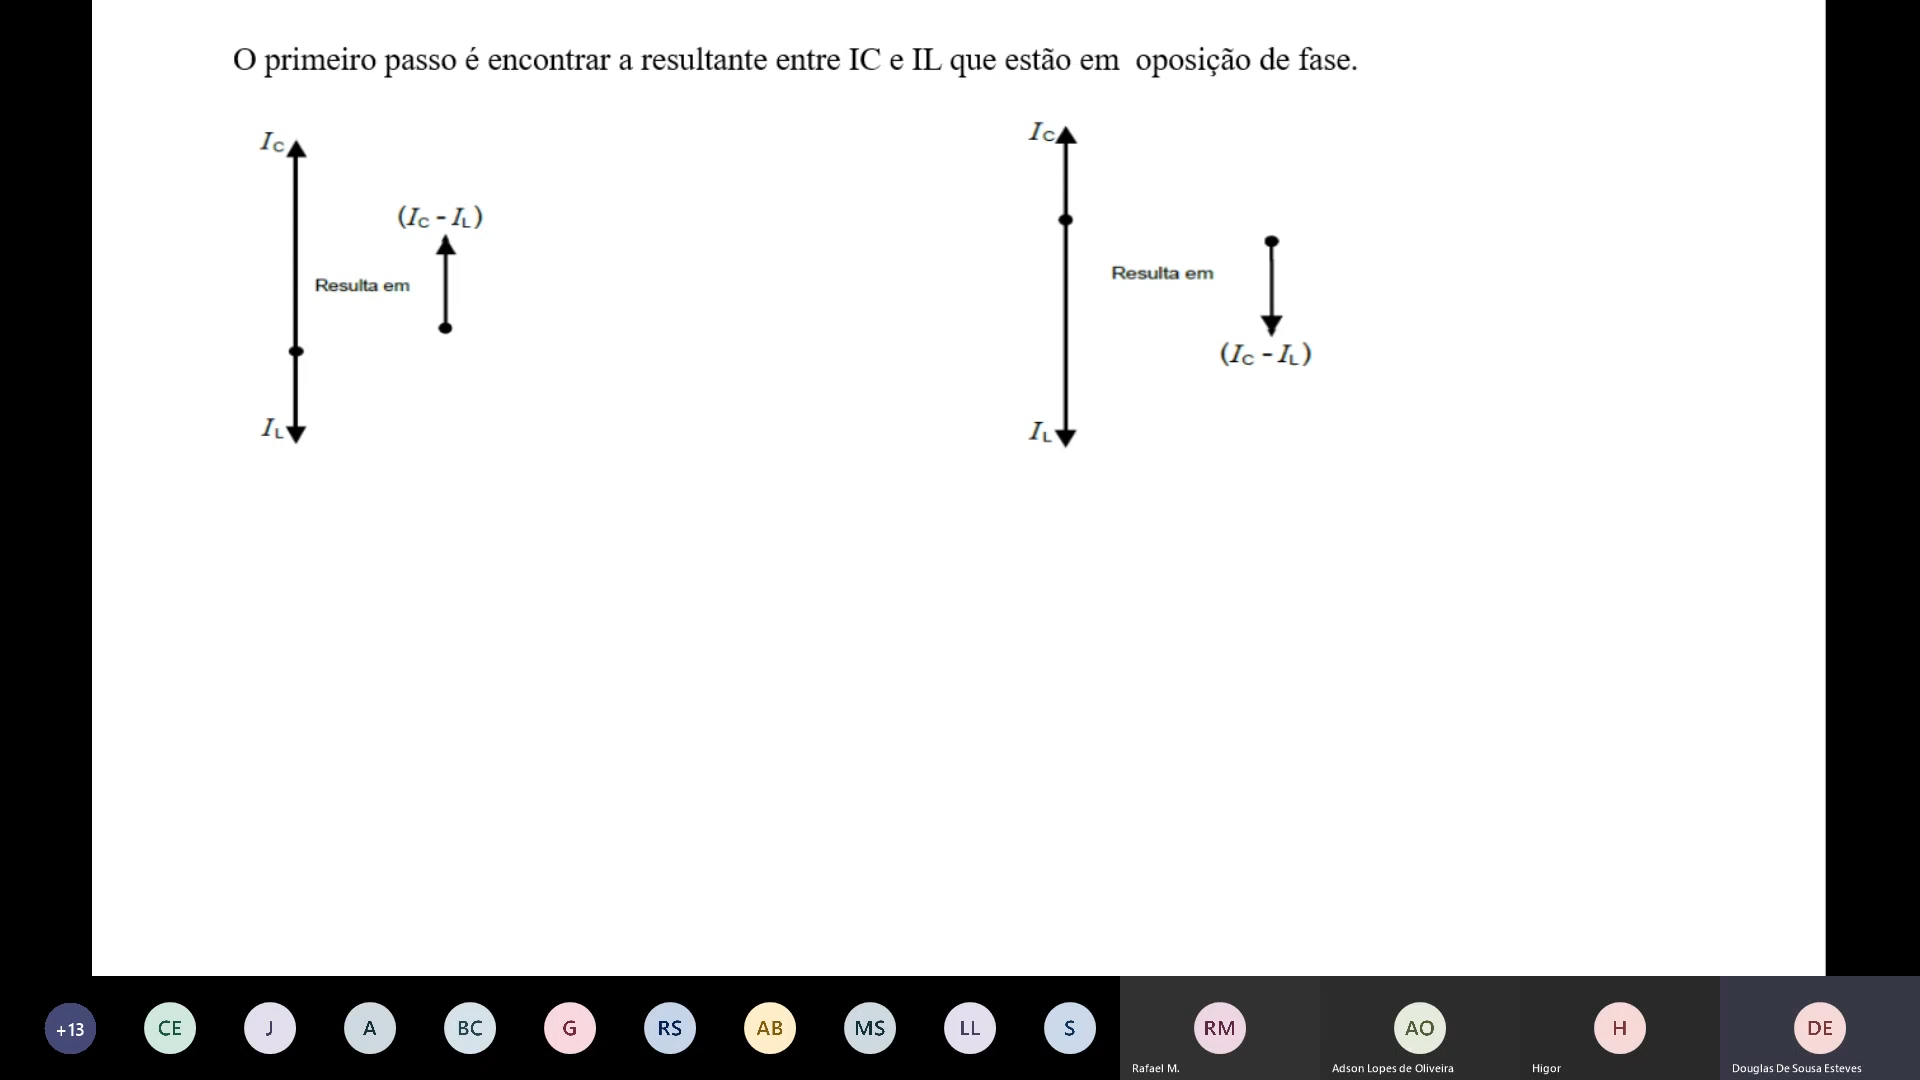 O primeiro passo é encontrar a resultante entre IC e IL que estão em  oposição de fase.
IC
(IC - IL)
Resulta em
IL
IC
Resulta em
(IC - IL)
IL
+13
CE
J
A
BC
G
RS
AB
MS
LL
S
RM
AO
H
DE
Rafael M.
Adson Lopes de Oliveira
Higor
Douglas De Sousa Esteves